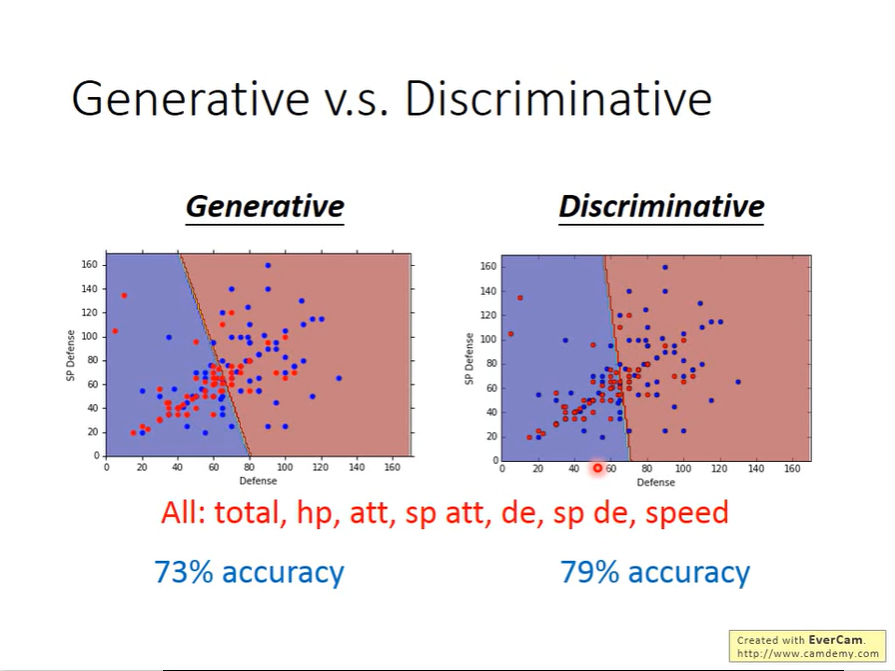 Generative v.s. Discriminative
Generative
Discriminative
160
140
120
100
80
60
40
20
0
SP Defense
0 20 40 60 80 100 120 140 160
Defense
160
140
120
100
80
60
40
20
0
SP Defense
0 20 40 60 80 100 120 140 160
Defense
All: total, hp, att, sp att, de, sp de, speed
73% accuracy
79% accuracy
Created with EverCam.
http://www.camdemy.com